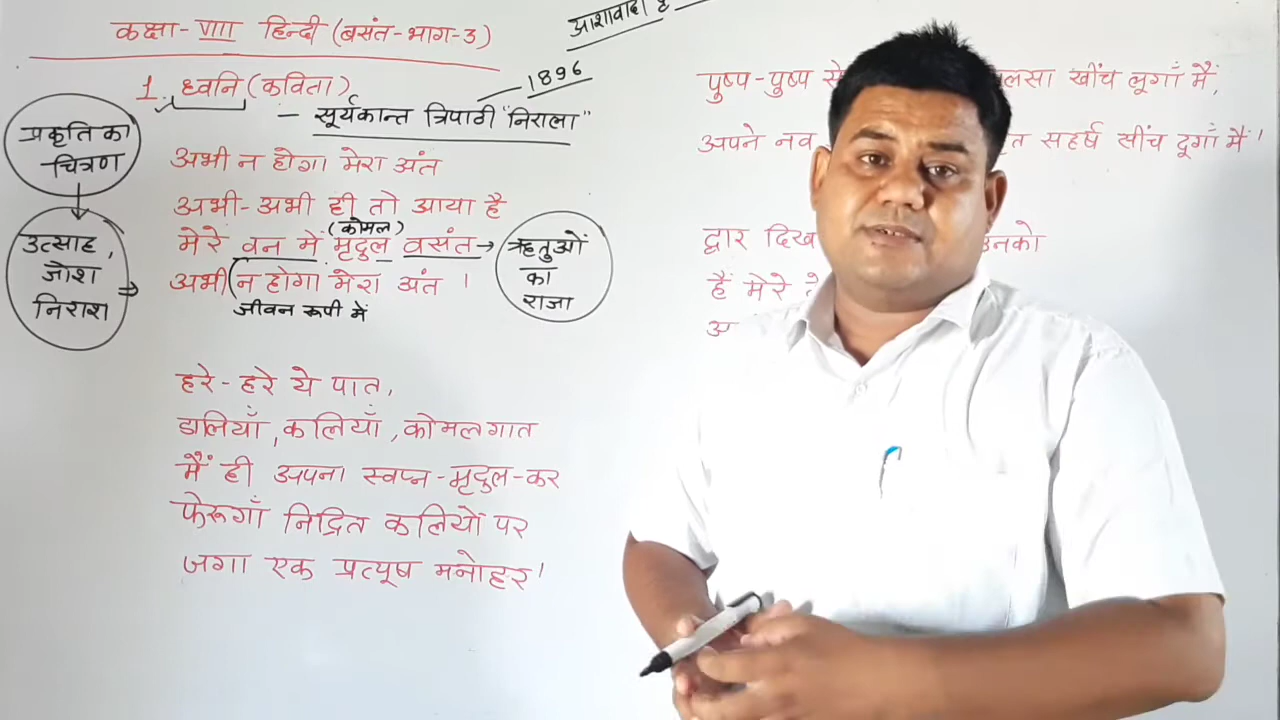 कक्षा-VIII हिन्दी (बसंत-भाग-3)
आशावादी है
1. ध्वनि (कविता)
1896
- सूर्यकान्त त्रिपाठी "निराला"
प्रकृति का
चित्रण
उत्साह,
जोश
निराश
अभी न होगा मेरा अंत
अभी-अभी ही तो आया है
(कोमल)
मेरे वन में मृदुल वसंत
अभी न होगा मेरा अंत ।
जीवन रूपी में
ऋतुओं
का
राजा
हरे-हरे ये पात,
डालियाँ, कलियाँ, कोमल गात
मैं ही अपना स्वप्न-मृदुल-कर
फेरूगाँ निद्रित कलियों पर
जगा एक प्रत्यूष मनोहर ।
पुष्प-पुष्प से लसा खींच लूगाँ मैं,
अपने नव त सहर्ष सींच दूगाँ मैं ।
द्वार दिख उनको
हैं मेरे
अ